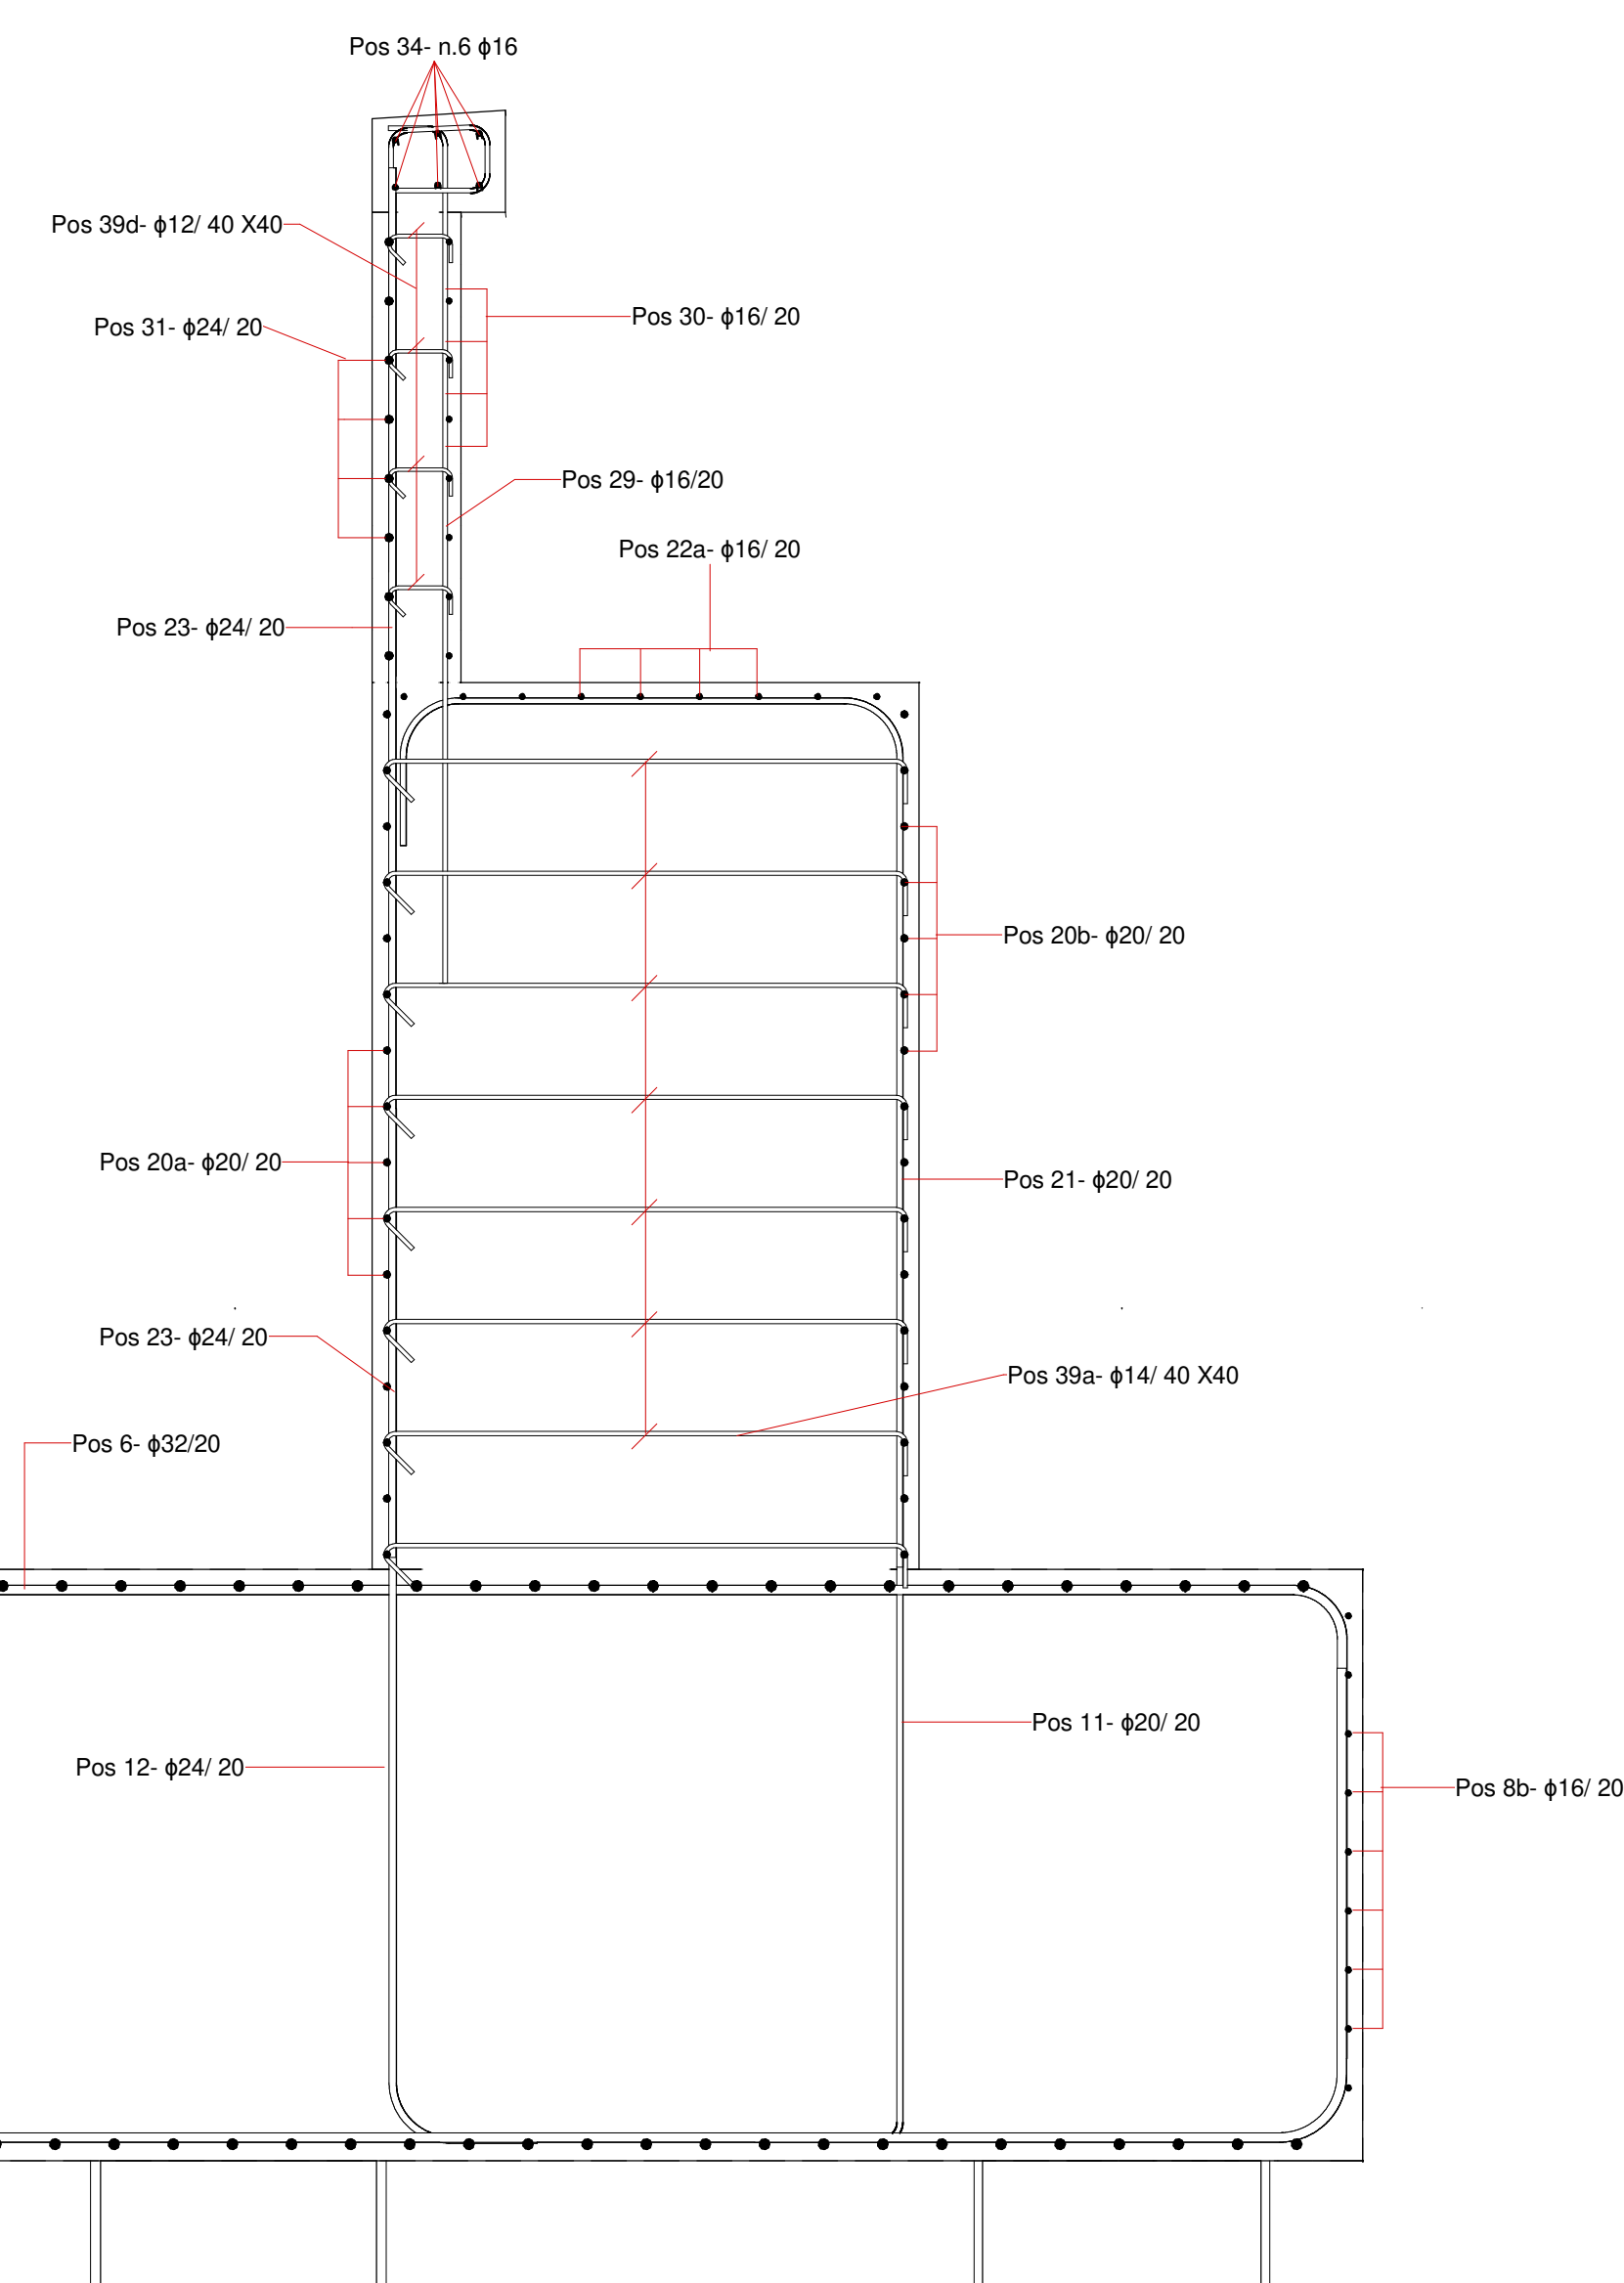 Pos 34- n.6 ϕ16
Pos 39d- ϕ12/ 40 X40
Pos 30- ϕ16/ 20
Pos 31- ϕ24/ 20
Pos 29- ϕ16/20
Pos 22a- ϕ16/ 20
Pos 23- ϕ24/ 20
Pos 20b- ϕ20/ 20
Pos 20a- ϕ20/ 20
Pos 21- ϕ20/ 20
Pos 23- ϕ24/ 20
Pos 39a- ϕ14/ 40 X40
Pos 6- ϕ32/20
Pos 11- ϕ20/ 20
Pos 12- ϕ24/ 20
Pos 8b- ϕ16/ 20